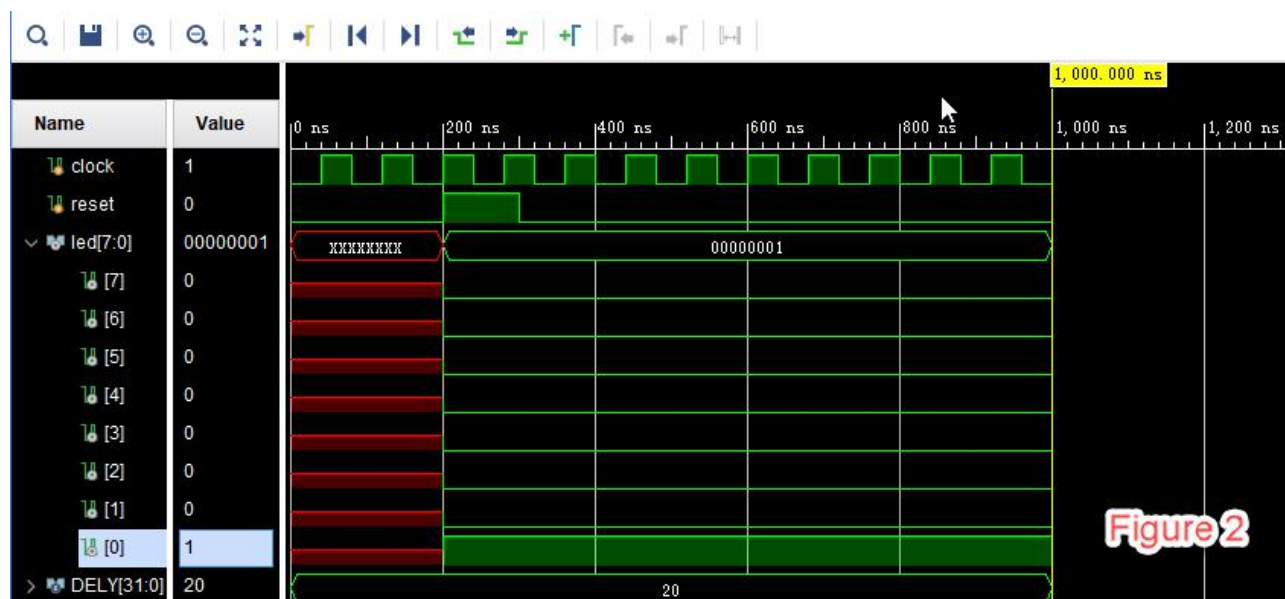 1,000.000 ns
Name Value
0 ns 200 ns 400 ns 600 ns 800 ns 1,000 ns 1,200 ns
clock 1
reset 0
led[7:0] 00000001 XXXXXXXX 00000001
[7] 0
[6] 0
[5] 0
[4] 0
[3] 0
[2] 0
[1] 0
[0] 1
Figure 2
DELY[31:0] 20 20